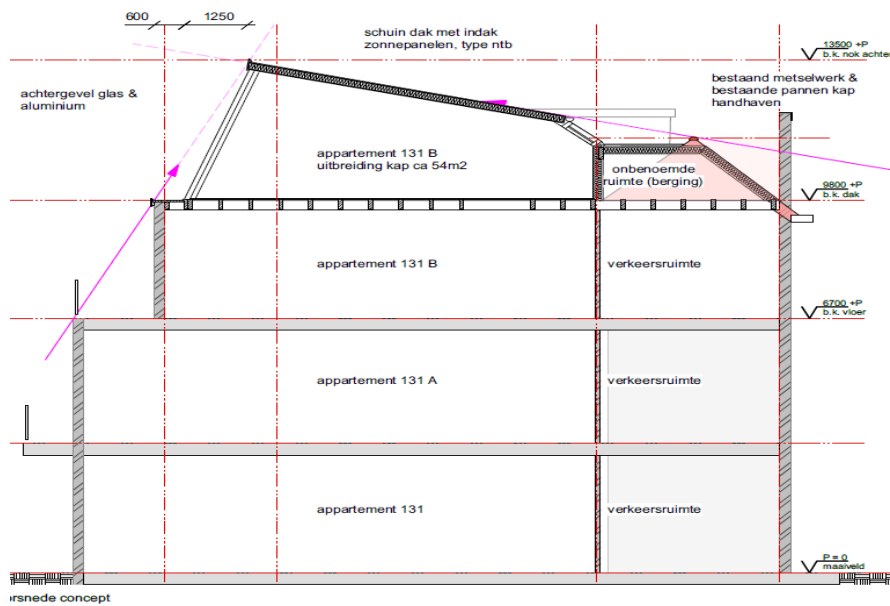 600
1250
schuin dak met indak
zonnepanelen, type ntb
13500 +P
b.k. nok achter
achtergevel glas &
aluminium
bestaand metselwerk &
bestaande pannen kap
handhaven
appartement 131 B
uitbreiding kap ca 54m2
onbenoemde
ruimte (berging)
9800 +P
b.k. dak
appartement 131 B
verkeersruimte
6700 +P
b.k. vloer
appartement 131 A
verkeersruimte
appartement 131
verkeersruimte
P = 0
maaiveld
orsnede concept